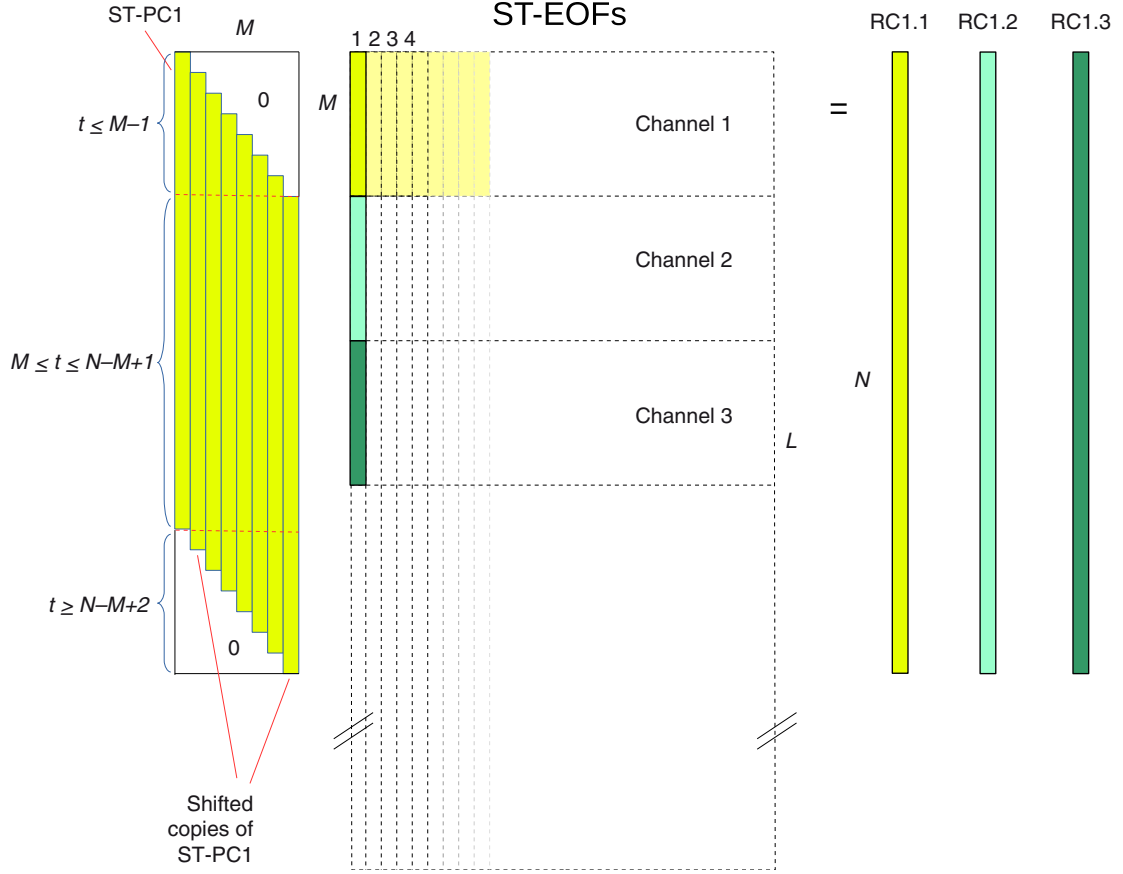 ST-EOFs
ST-PC1
M
1 2 3 4
RC1.1
RC1.2
RC1.3
0
M
t ≤ M–1
Channel 1
=
Channel 2
M ≤ t ≤ N–M+1
N
Channel 3
L
t ≥ N–M+2
0
Shifted
copies of
ST-PC1